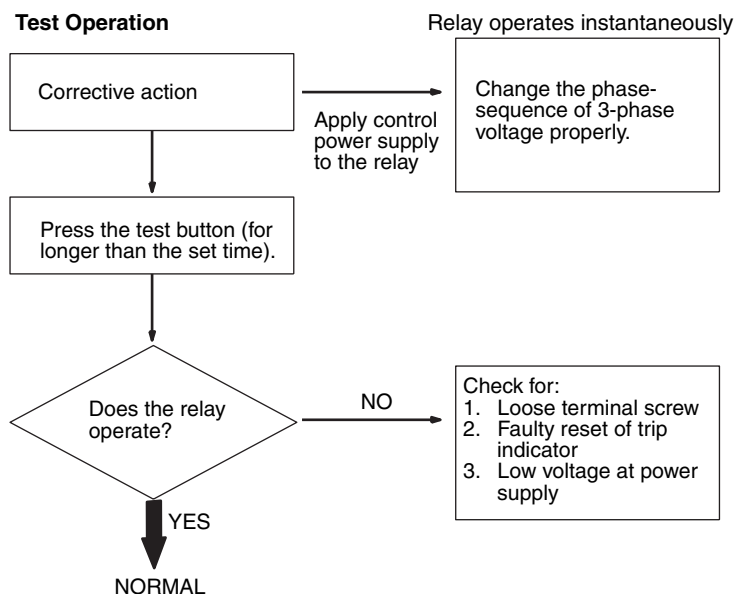 Test Operation
Relay operates instantaneously
Corrective action
Apply control
power supply
to the relay
Change the phase-
sequence of 3-phase
voltage properly.
Press the test button (for
longer than the set time).
Does the relay
operate?
NO
Check for:
1. Loose terminal screw
2. Faulty reset of trip
indicator
3. Low voltage at power
supply
YES
NORMAL